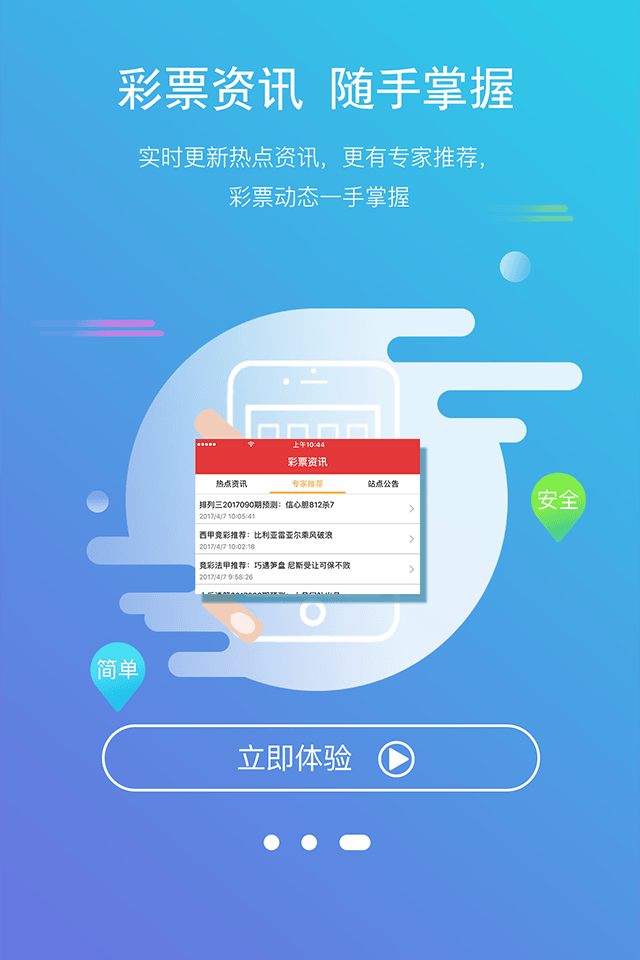 彩票资讯 随手掌握
实时更新热点资讯，更有专家推荐，
彩票动态一手掌握
上午10:44
彩票资讯
热点资讯 专家推荐 站点公告
排列三2017090期预测：信心胆812杀7
2017/4/7 10:05:41
西甲竞彩推荐：比利亚雷亚尔乘风破浪
2017/4/7 10:02:18
竞彩法甲推荐：巧遇笋盘 尼斯受让可保不败
2017/4/7 9:58:26
安全
简单
立即体验